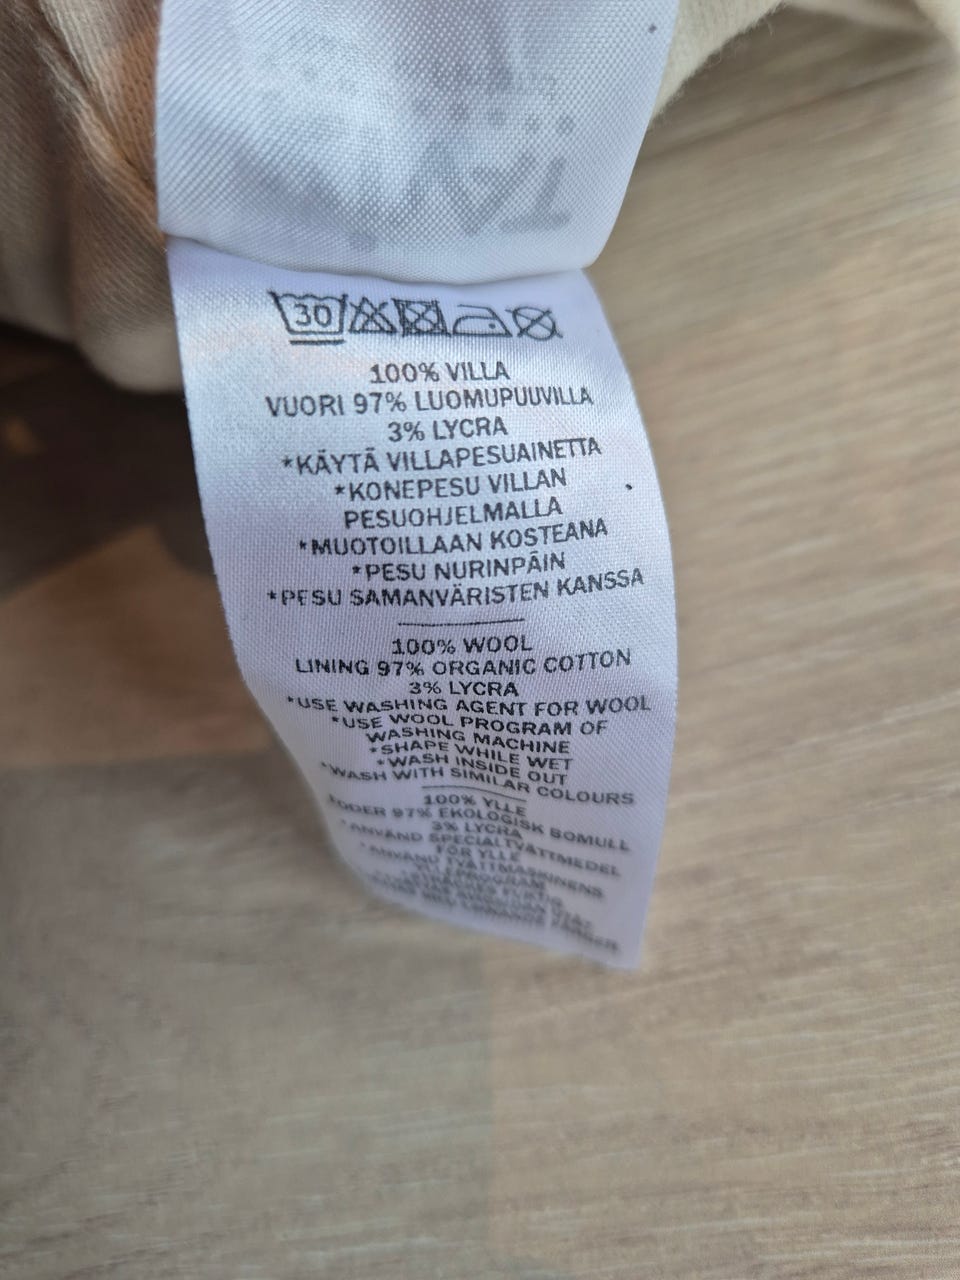 30
100% VILLA
VUORI 97% LUOMUPUUVILLA
3% LYCRA
*KÄYTÄ VILLAPESUAINETTA
*KONEPESU VILLAN
PESUOHJELMALLA
*MUOTOILLAAN KOSTEANA
*PESU NURINPÄIN
*PESU SAMANVÄRISTEN KANSSA
100% WOOL
LINING 97% ORGANIC COTTON
3% LYCRA
*USE WASHING AGENT FOR WOOL
*USE WOOL PROGRAM OF
WASHING MACHINE
*SHAPE WHILE WET
*WASH INSIDE OUT
*WASH WITH SIMILAR COLOURS
100% YLLE
FODER 97% EKOLOGISK BOMULL
3% LYCRA
*ANVÄND SPECIALTVÄTTMEDEL
FÖR YLLE
*ANVÄND TVÄTTMASKINENS
YLLEPROGRAM